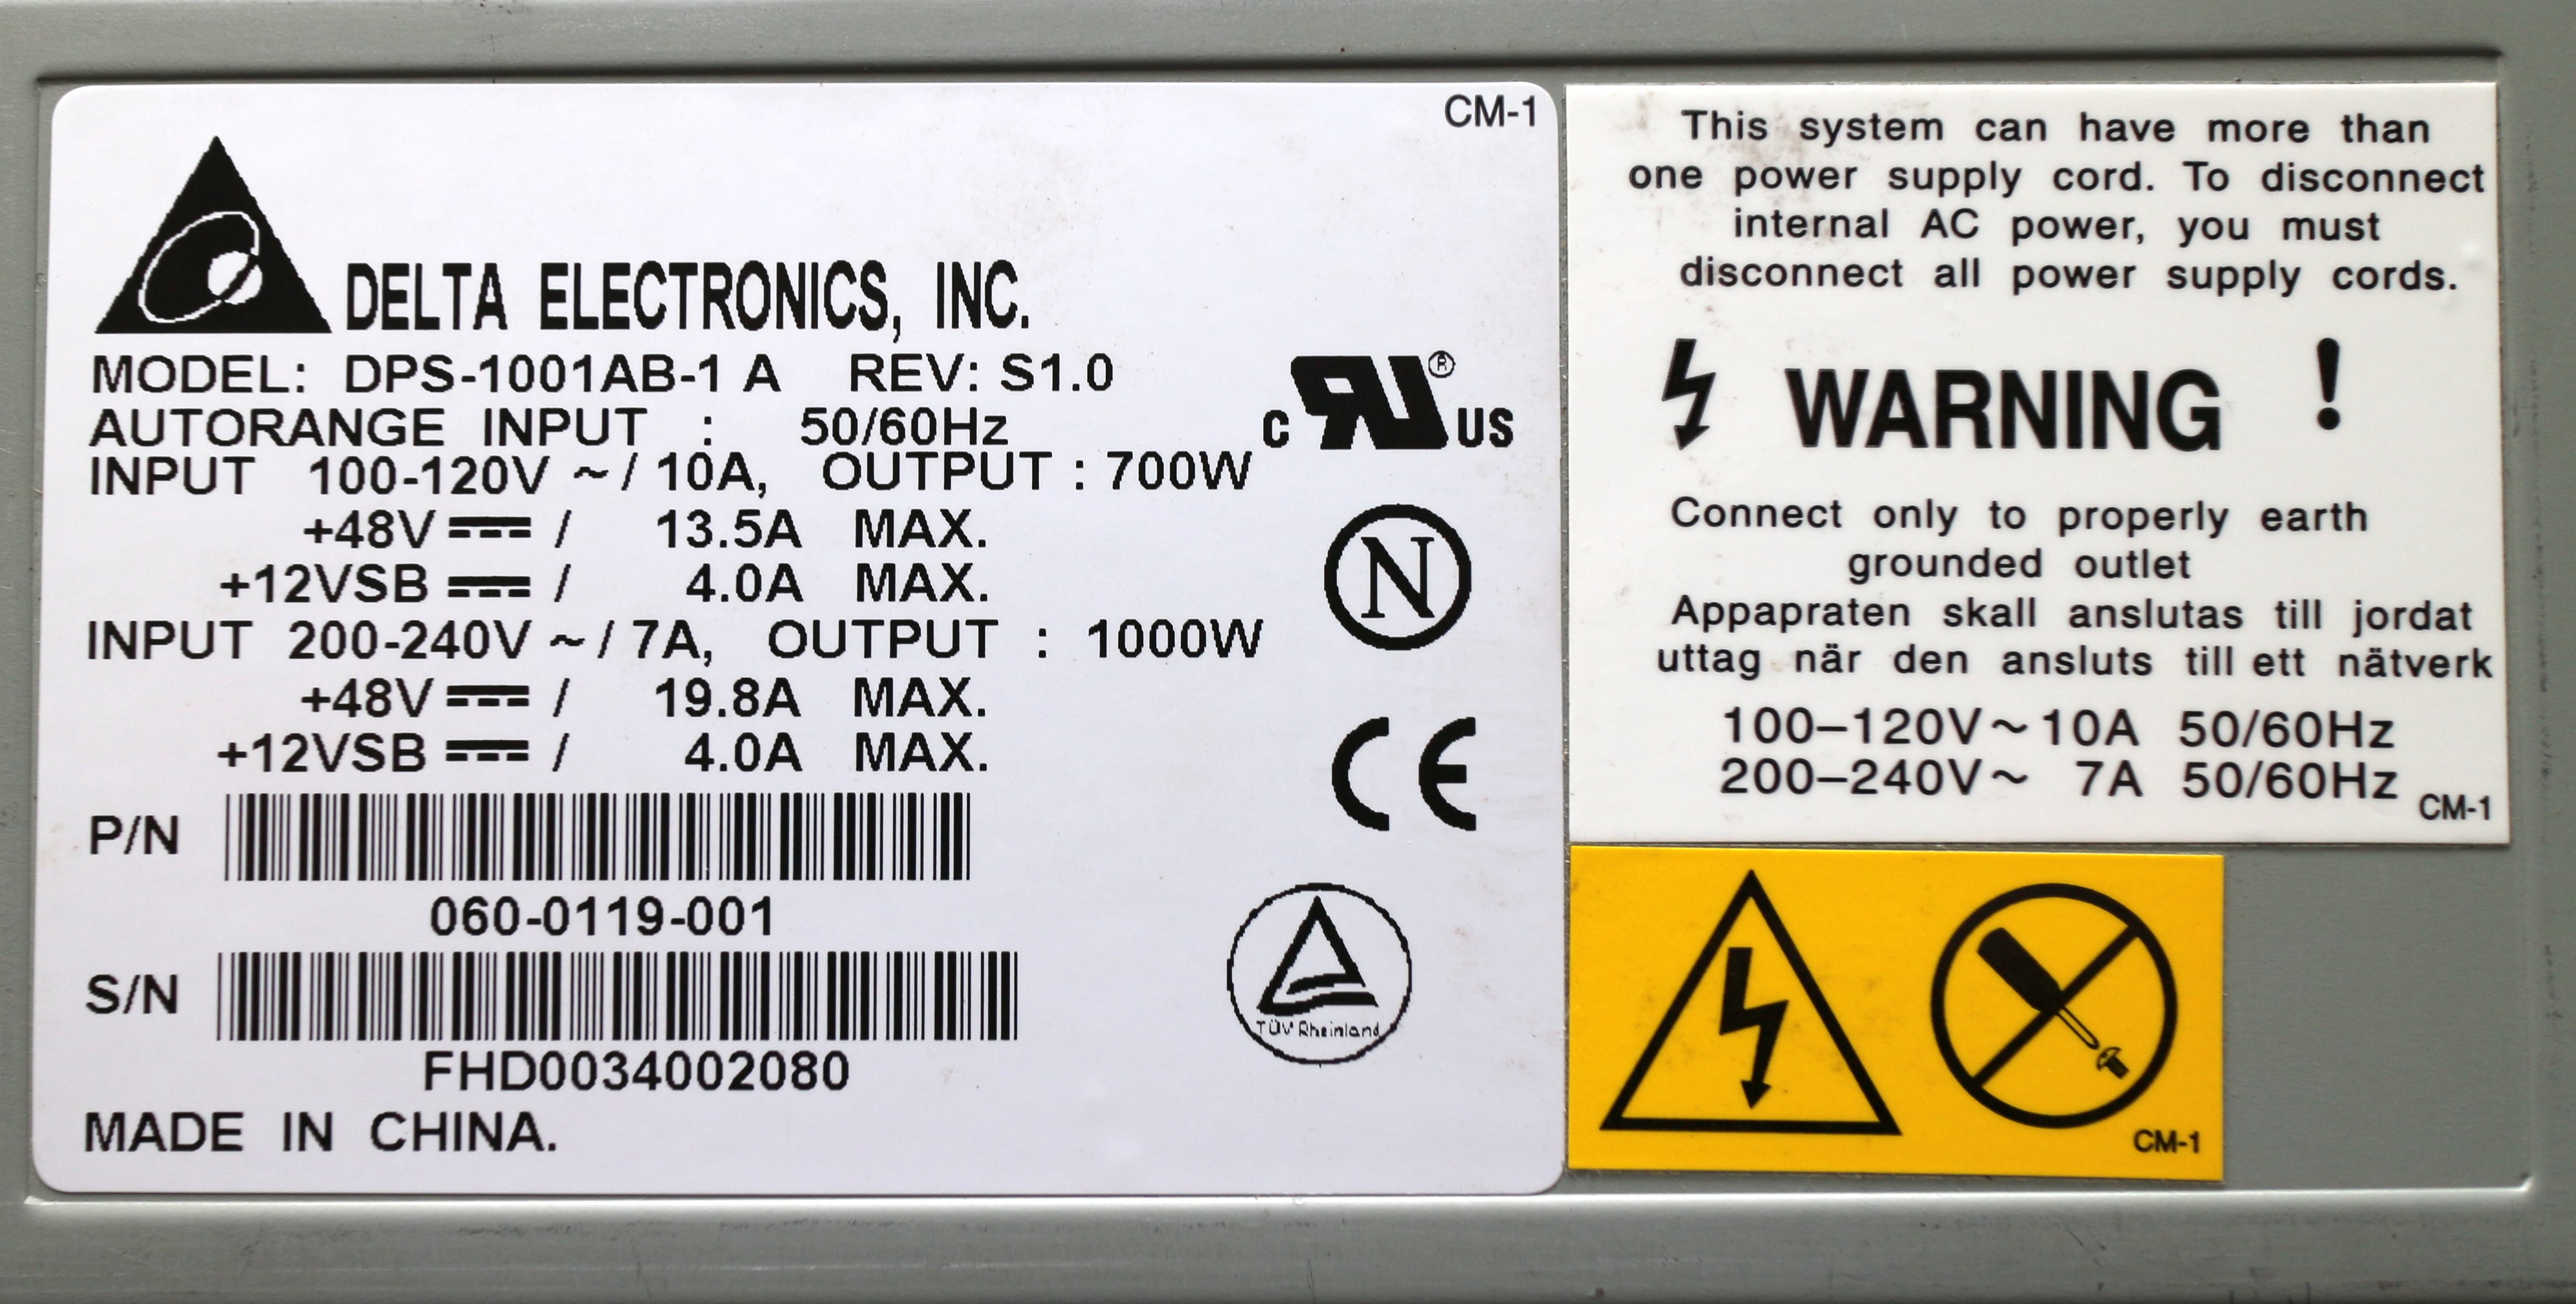 CM-1
DELTA ELECTRONICS, INC.
MODEL: DPS-1001AB-1 A REV: S1.0
AUTORANGE INPUT : 50/60Hz
INPUT 100-120V ~/ 10A, OUTPUT : 700W
+48V ⎓ / 13.5A MAX.
+12VSB ⎓ / 4.0A MAX.
INPUT 200-240V ~/ 7A, OUTPUT : 1000W
+48V ⎓ / 19.8A MAX.
+12VSB ⎓ / 4.0A MAX.
P/N
060-0119-001
S/N
FHD0034002080
MADE IN CHINA.
c RU ® US
N
CE
TÜV Rheinland
This system can have more than
one power supply cord. To disconnect
internal AC power, you must
disconnect all power supply cords.
WARNING !
Connect only to properly earth
grounded outlet
Appapraten skall anslutas till jordat
uttag när den ansluts till ett nätverk
100–120V~10A 50/60Hz
200–240V~ 7A 50/60Hz
CM-1
CM-1